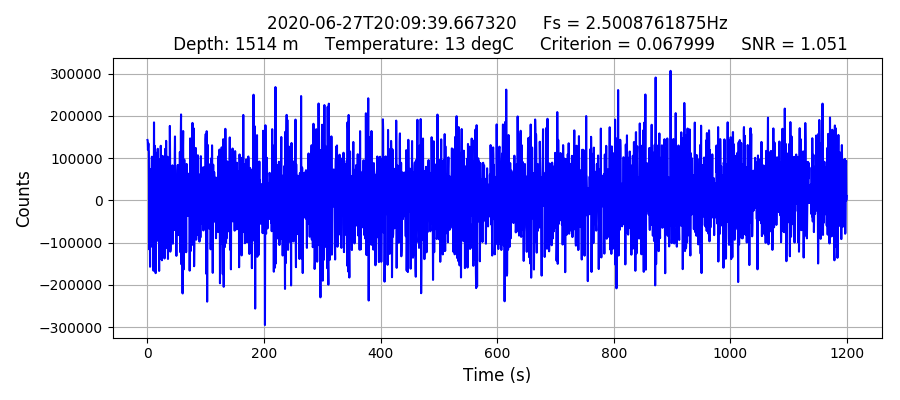 2020-06-27T20:09:39.667320 Fs = 2.5008761875Hz
Depth: 1514 m Temperature: 13 degC Criterion = 0.067999 SNR = 1.051
300000
200000
100000
0
−100000
−200000
−300000
Counts
0 200 400 600 800 1000 1200
Time (s)